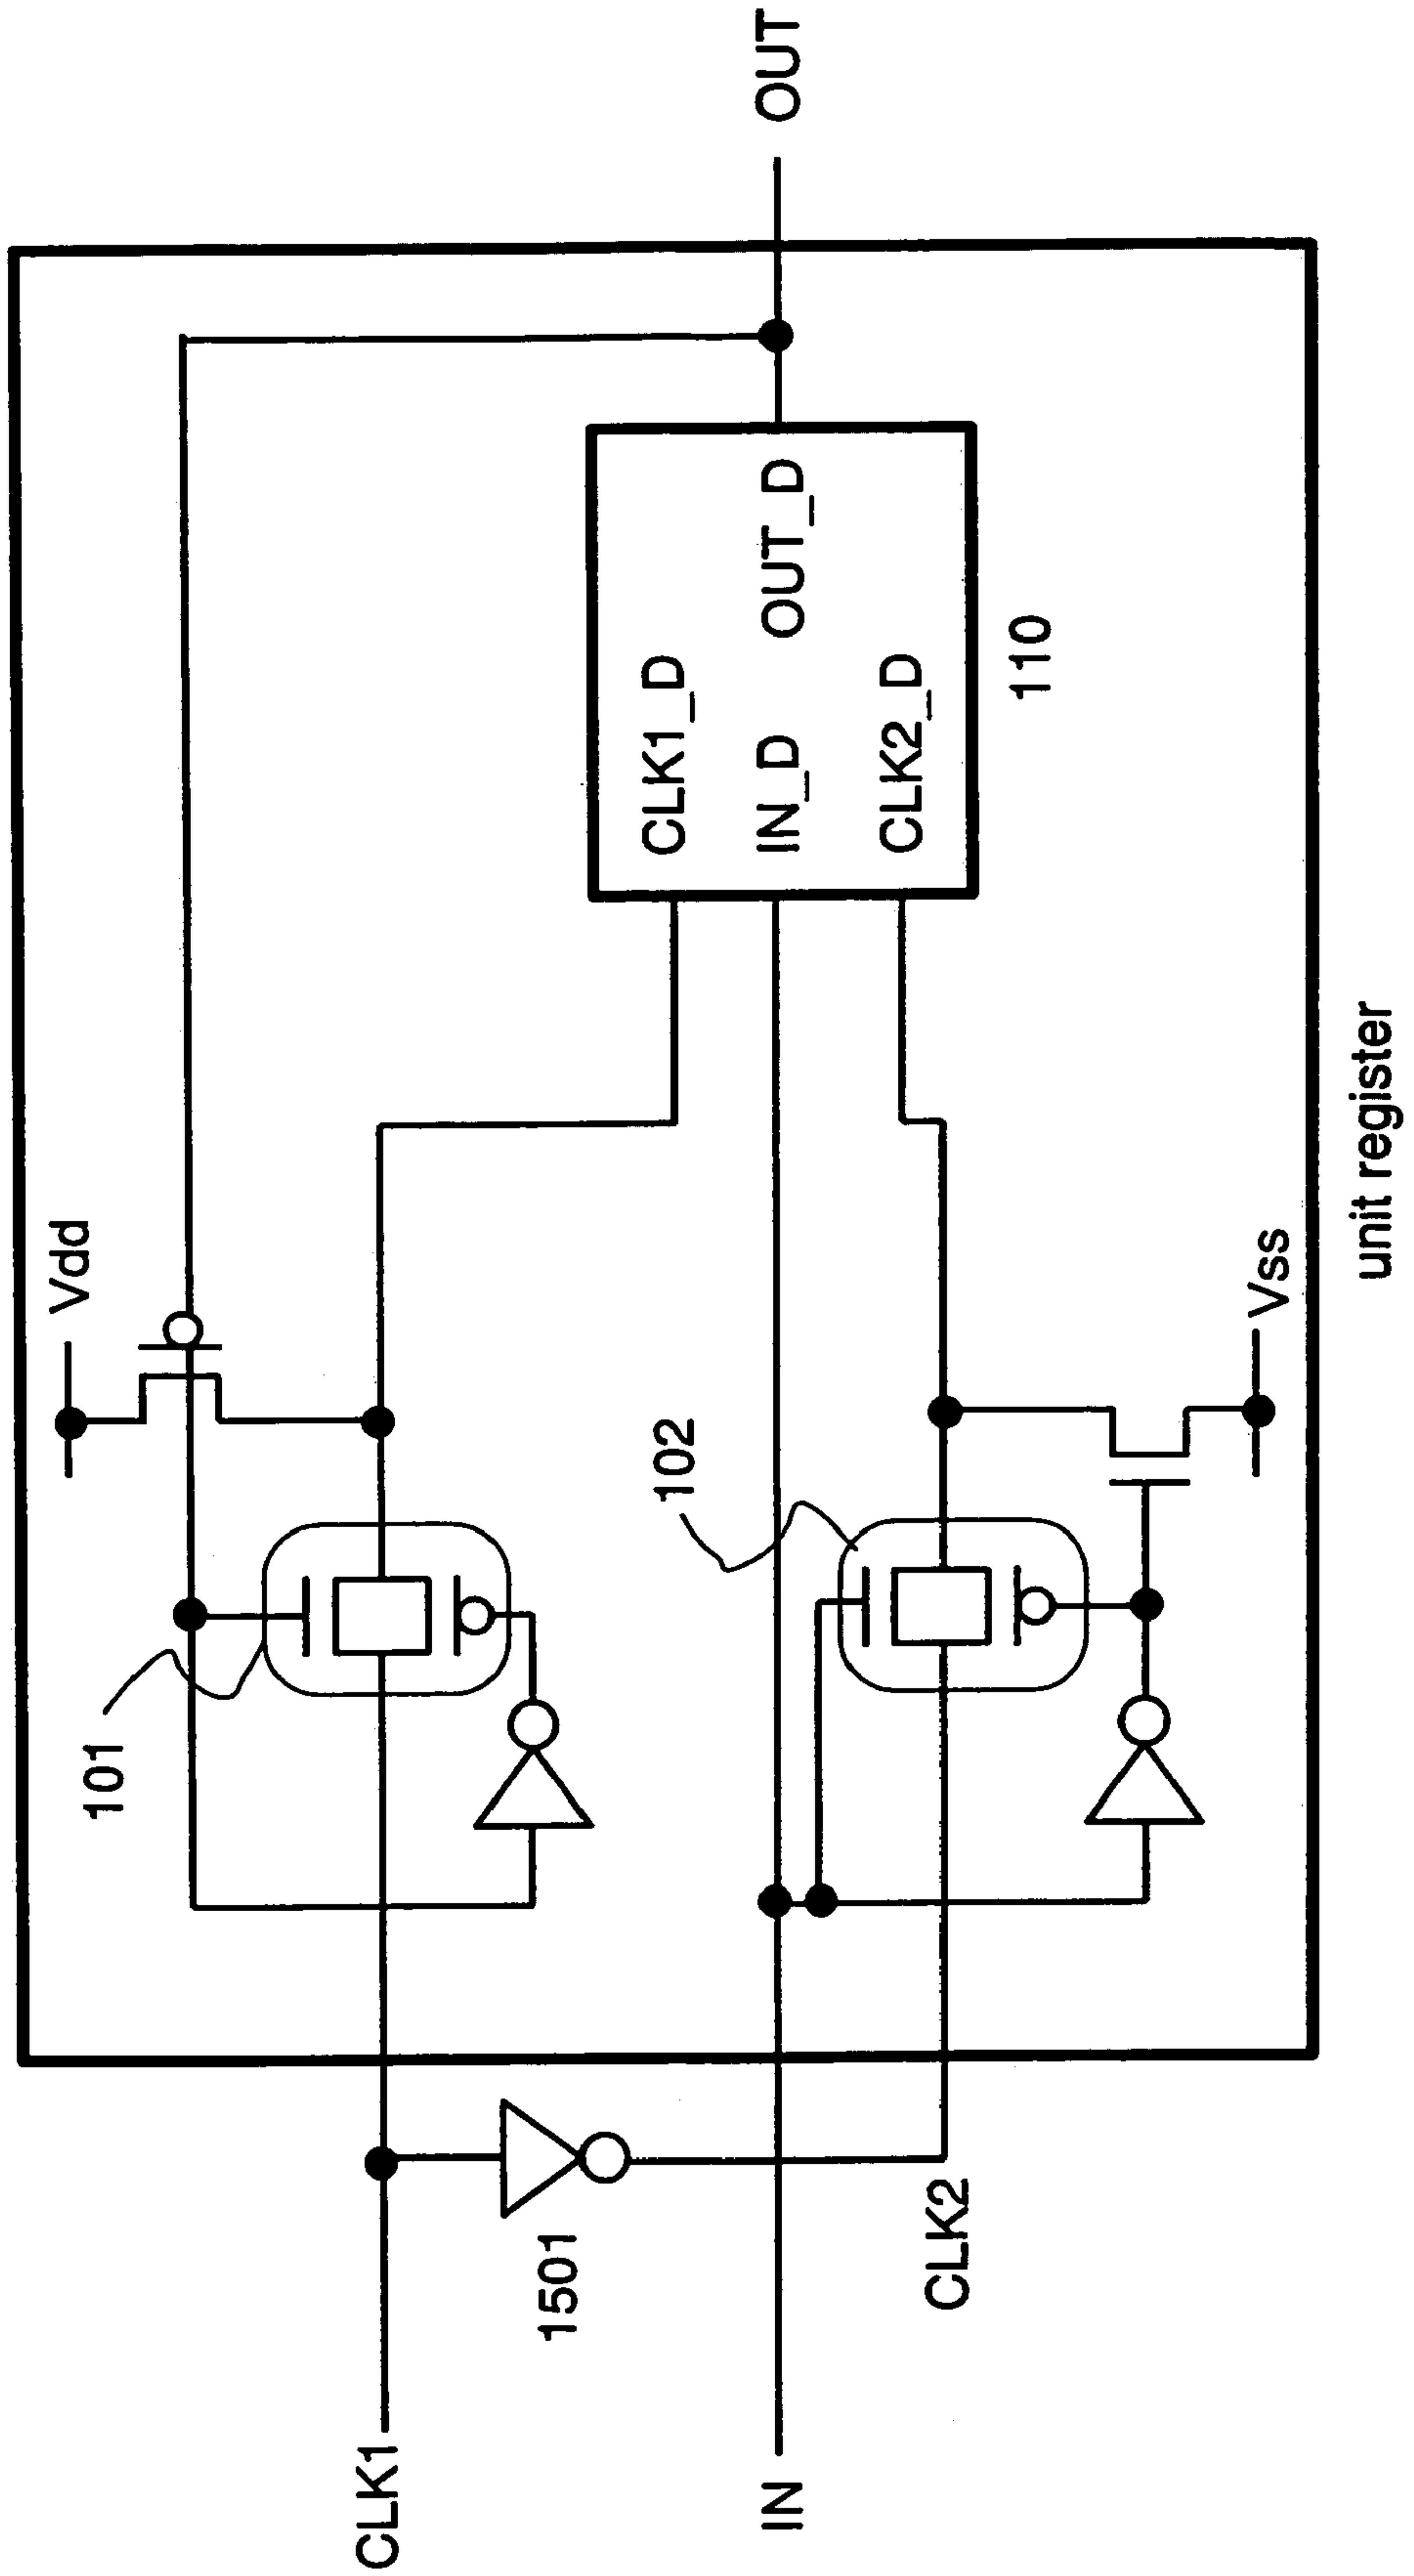 Vdd
101
CLK1
1501
102
CLK1_D
IN_D
OUT_D
CLK2_D
110
OUT
IN
CLK2
Vss
unit register